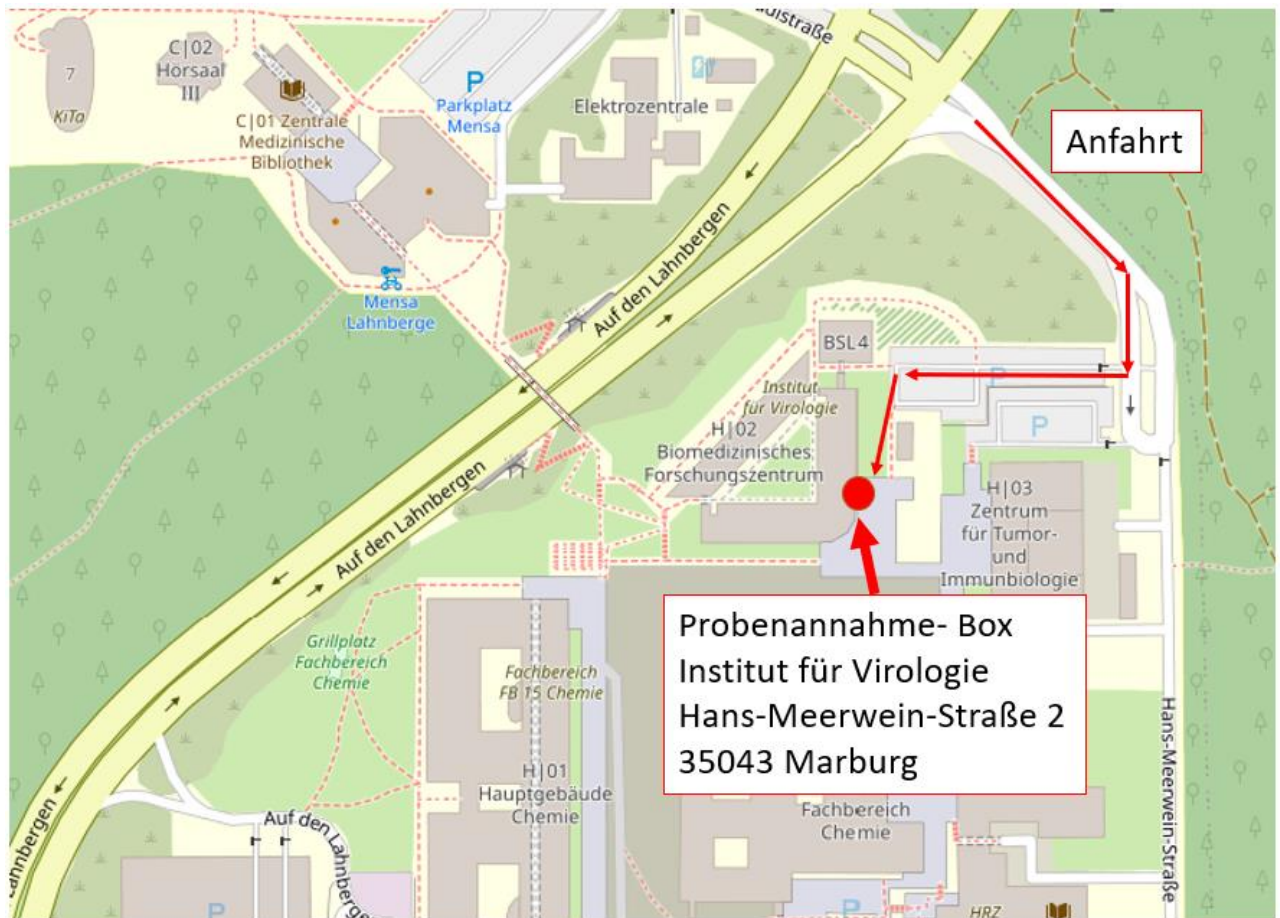 C|02
Hörsaal
III
7
KiTa
C|01 Zentrale
Medizinische
Bibliothek
P
Parkplatz
Mensa
Elektrozentrale
Anfahrt
Mensa
Lahnberge
Auf den Lahnbergen
BSL4
Institut
für Virologie
P
H|02
Biomedizinisches
Forschungszentrum
P
H|03
Zentrum
für Tumor-
und
Immunbiologie
Auf den Lahnbergen
Probenannahme- Box
Institut für Virologie
Hans-Meerwein-Straße 2
35043 Marburg
Grillplatz
Fachbereich
Chemie
Fachbereich
FB 15 Chemie
H|01
Hauptgebäude
Chemie
Fachbereich
Chemie
Hans-Meerwein-Straße
Auf den Lahnbergen
Lahnbergen
P
P
HRZ